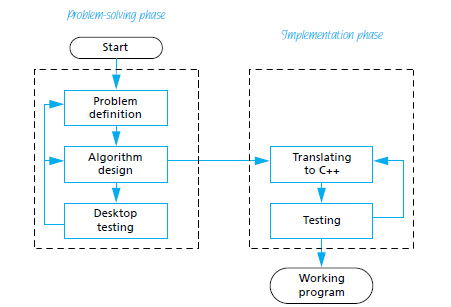 Problem-solving phase
Start
Problem
definition
Algorithm
design
Desktop
testing
Implementation phase
Translating
to C++
Testing
Working
program